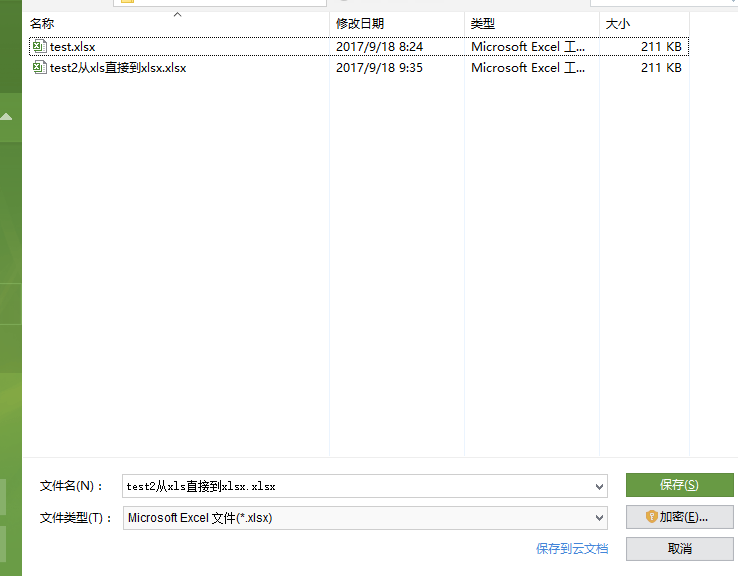 名称 修改日期 类型 大小
test.xlsx 2017/9/18 8:24 Microsoft Excel 工... 211 KB
test2从xls直接到xlsx.xlsx 2017/9/18 9:35 Microsoft Excel 工... 211 KB
文件名(N)： test2从xls直接到xlsx.xlsx 保存(S)
文件类型(T)： Microsoft Excel 文件(*.xlsx) 加密(E)...
保存到云文档 取消